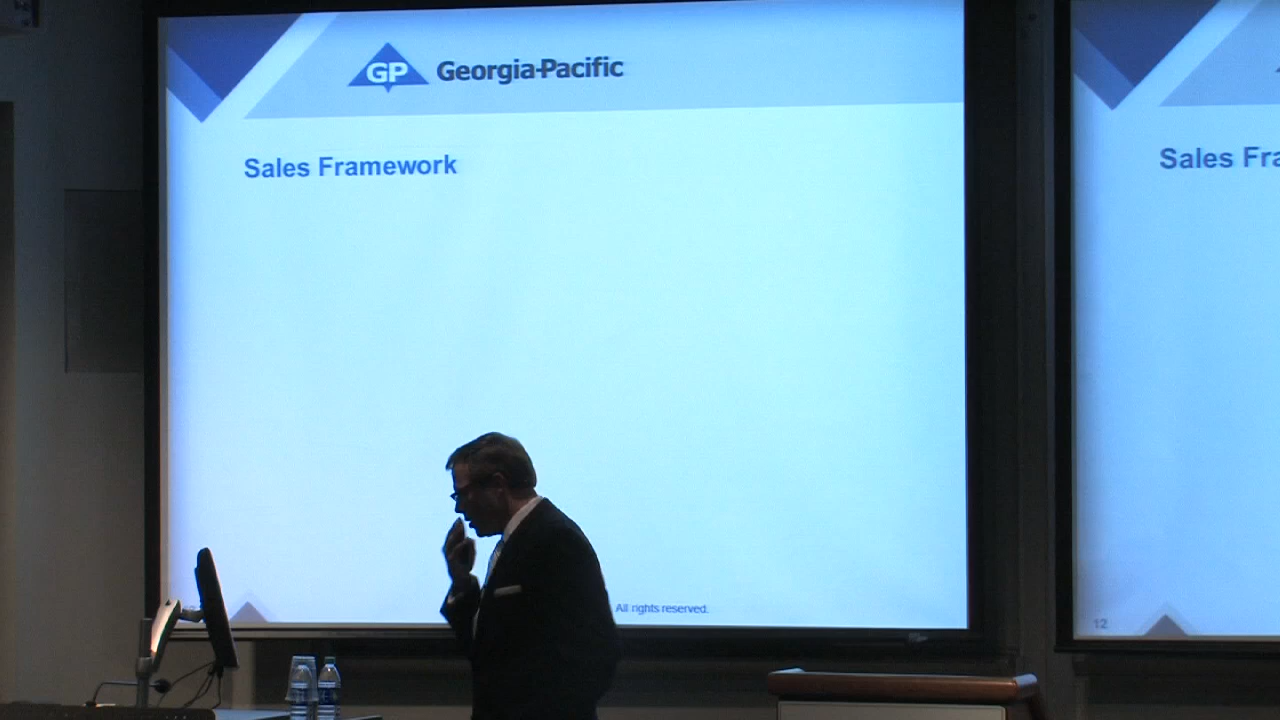 GP Georgia-Pacific
Sales Framework
All rights reserved.
Sales Fra
12